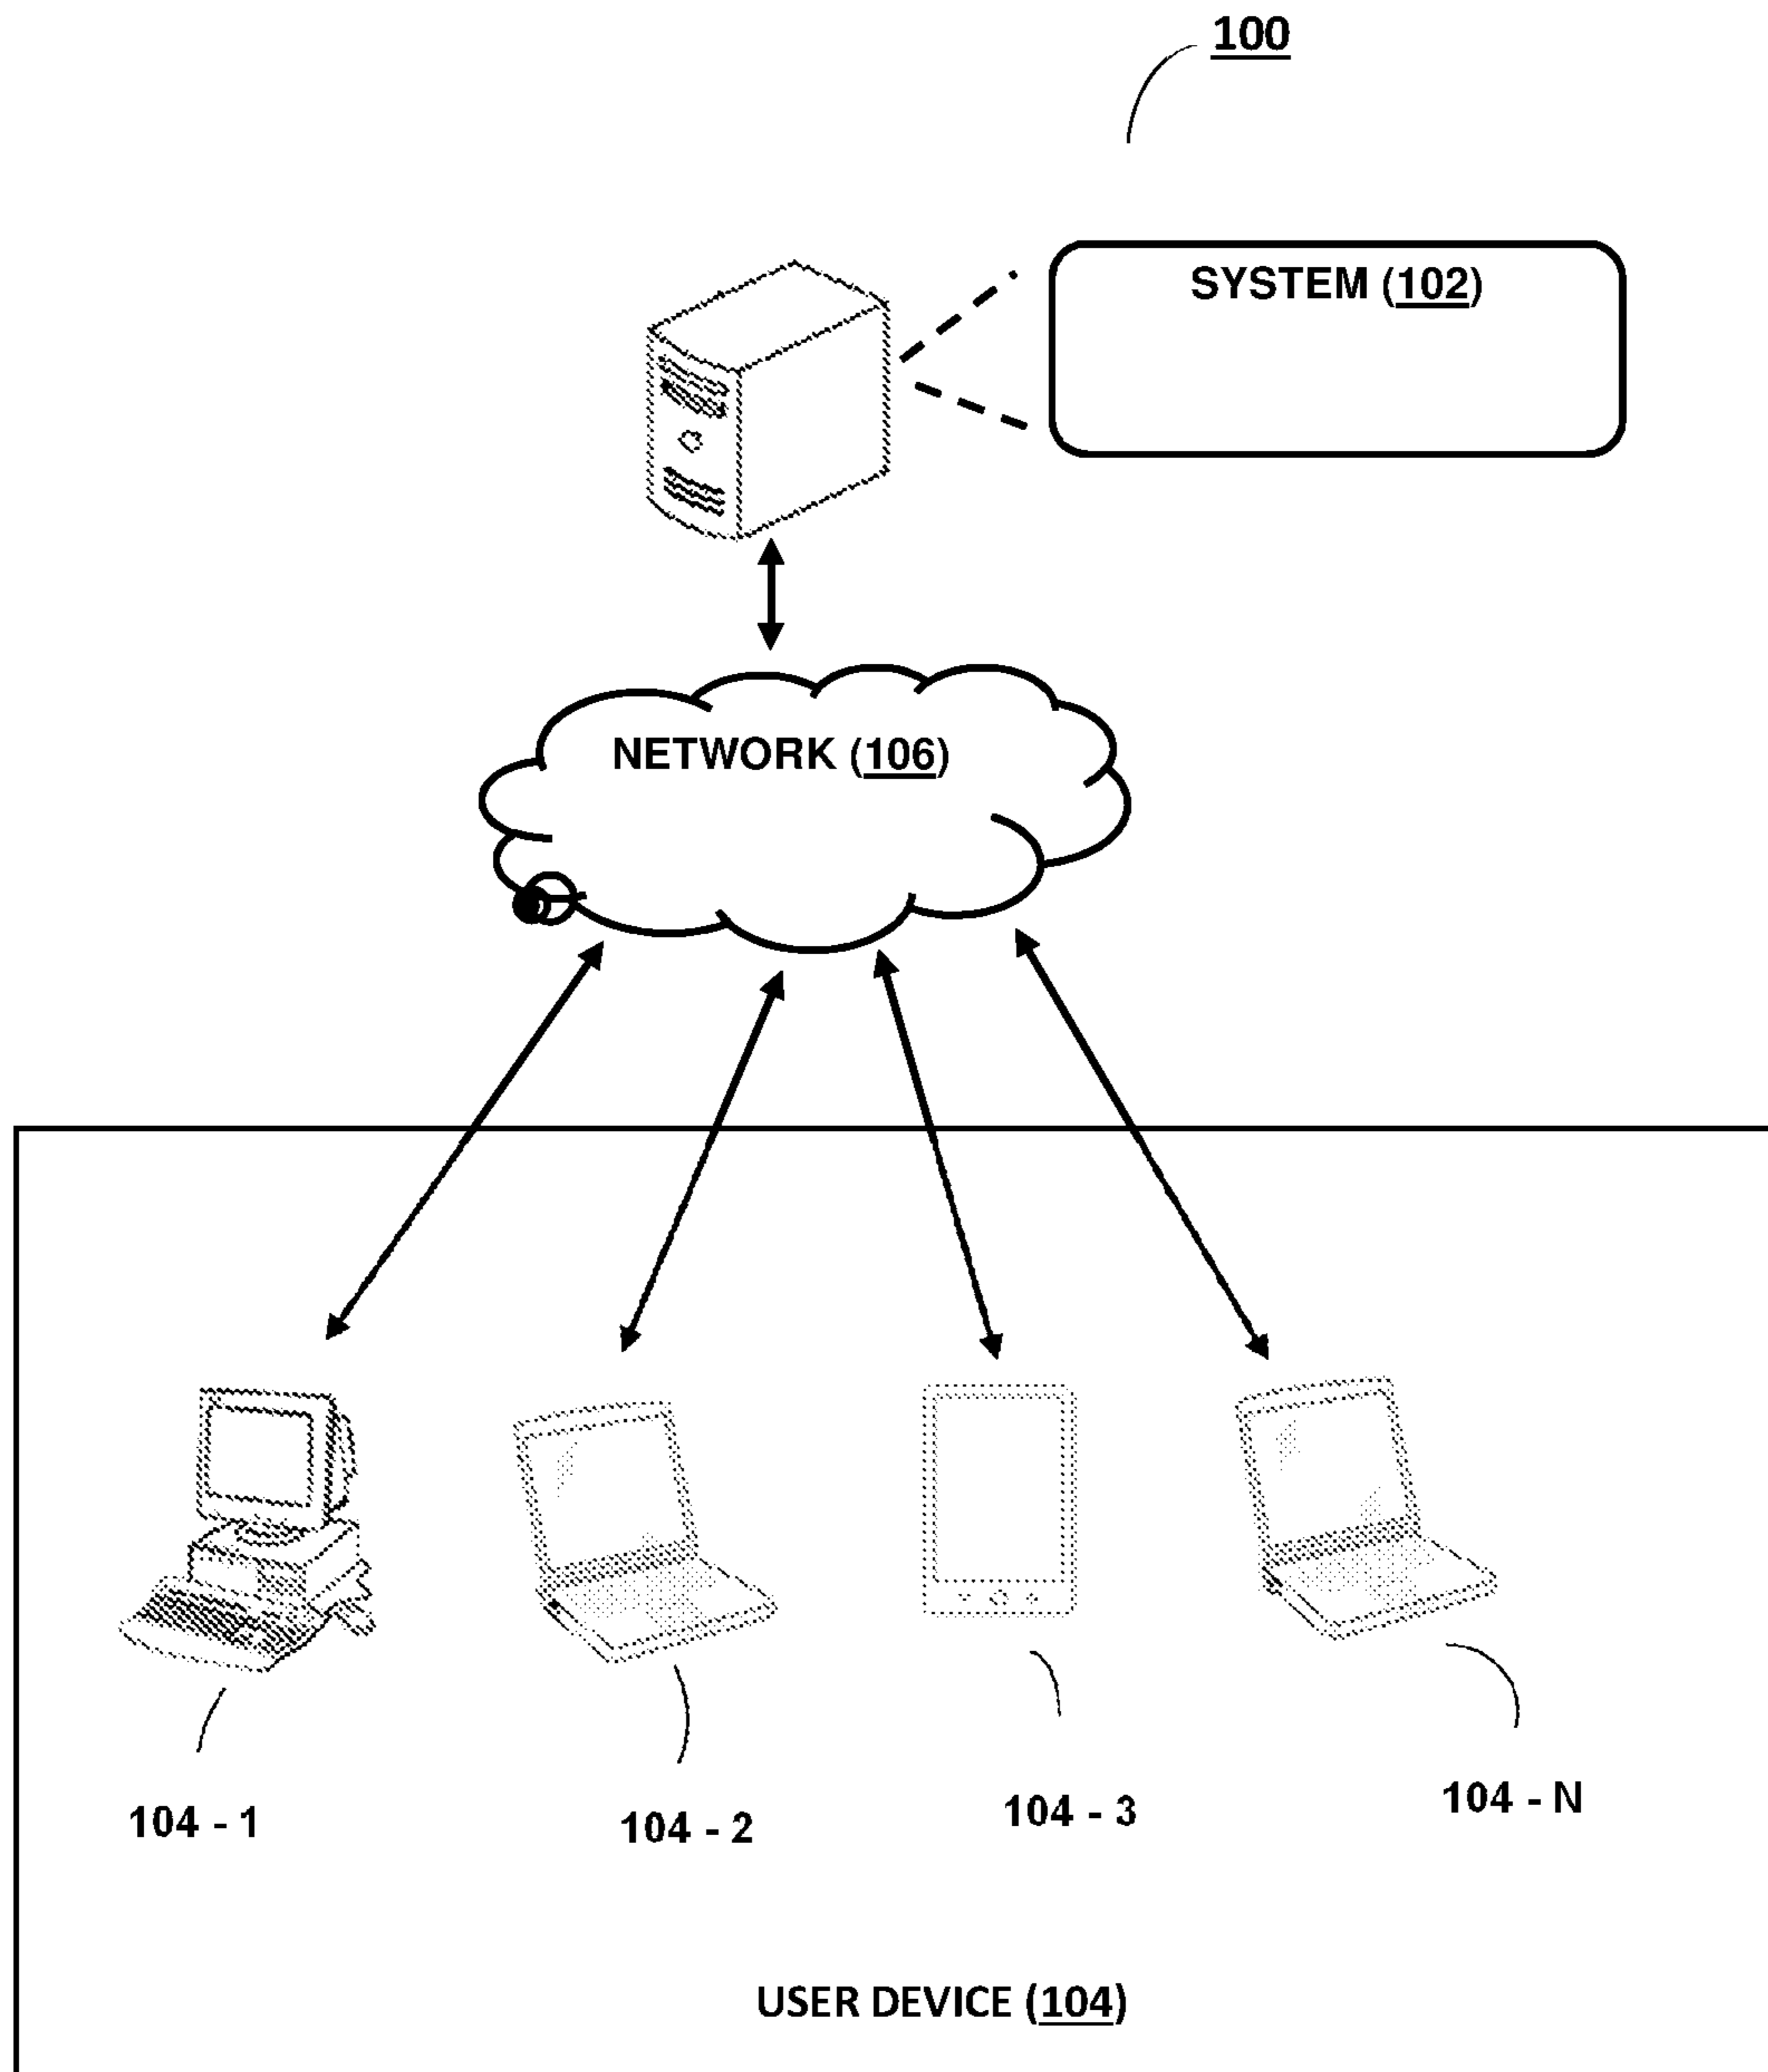 100
SYSTEM (102)
NETWORK (106)
104 - 1
104 - 2
104 - 3
104 - N
USER DEVICE (104)